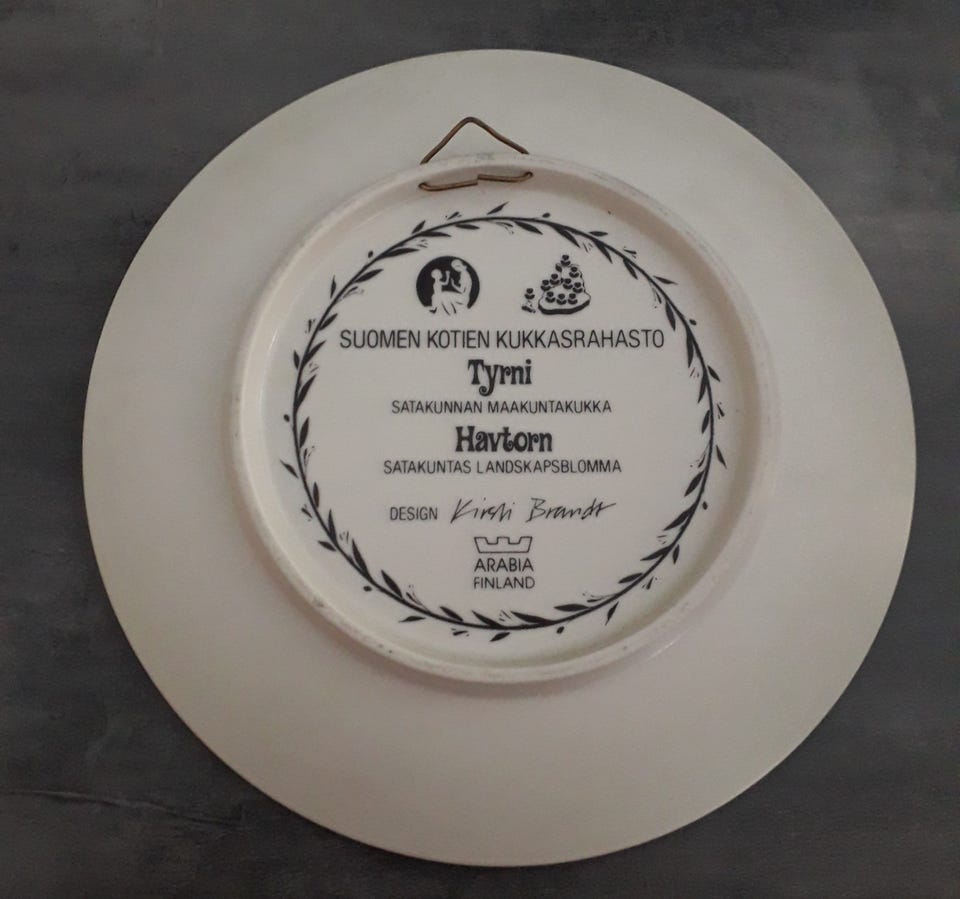 SUOMEN KOTIEN KUKKASRAHASTO
Tyrni
SATAKUNNAN MAAKUNTAKUKKA
Havtorn
SATAKUNTAS LANDSKAPSBLOMMA
DESIGN Kirsti Brandt
ARABIA
FINLAND